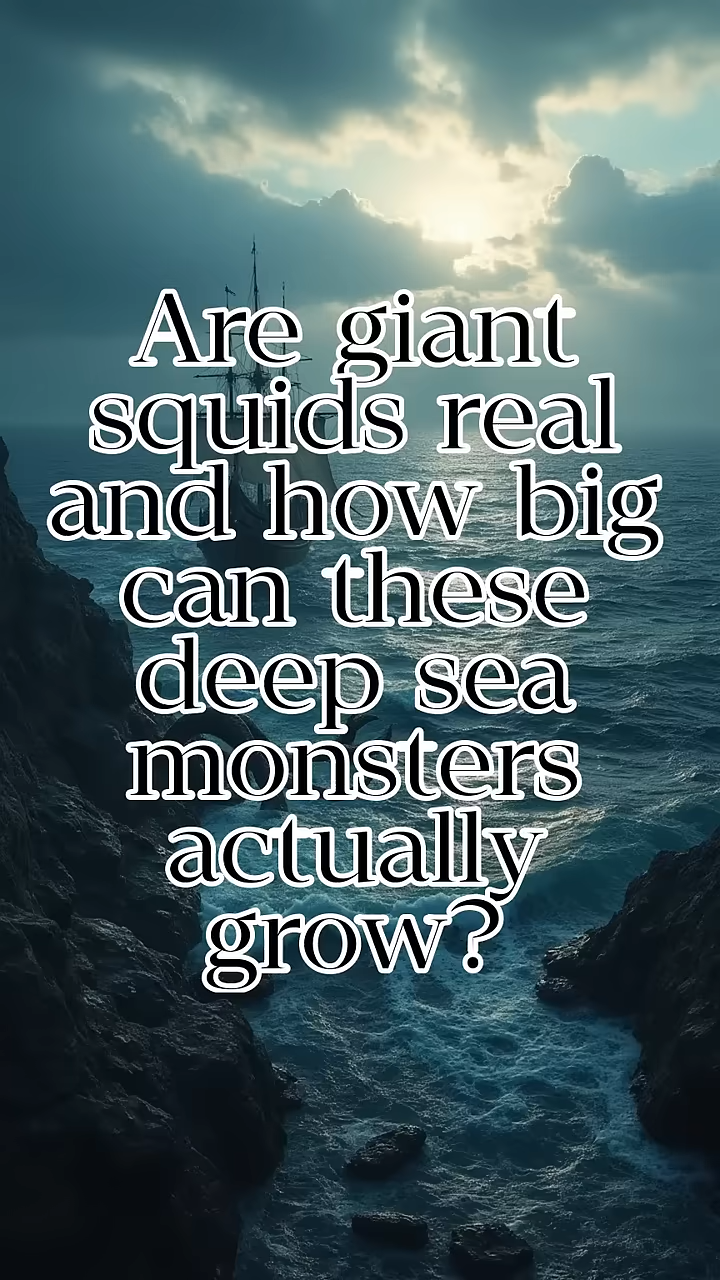 Are giant
squids real
and how big
can these
deep sea
monsters
actually
grow?